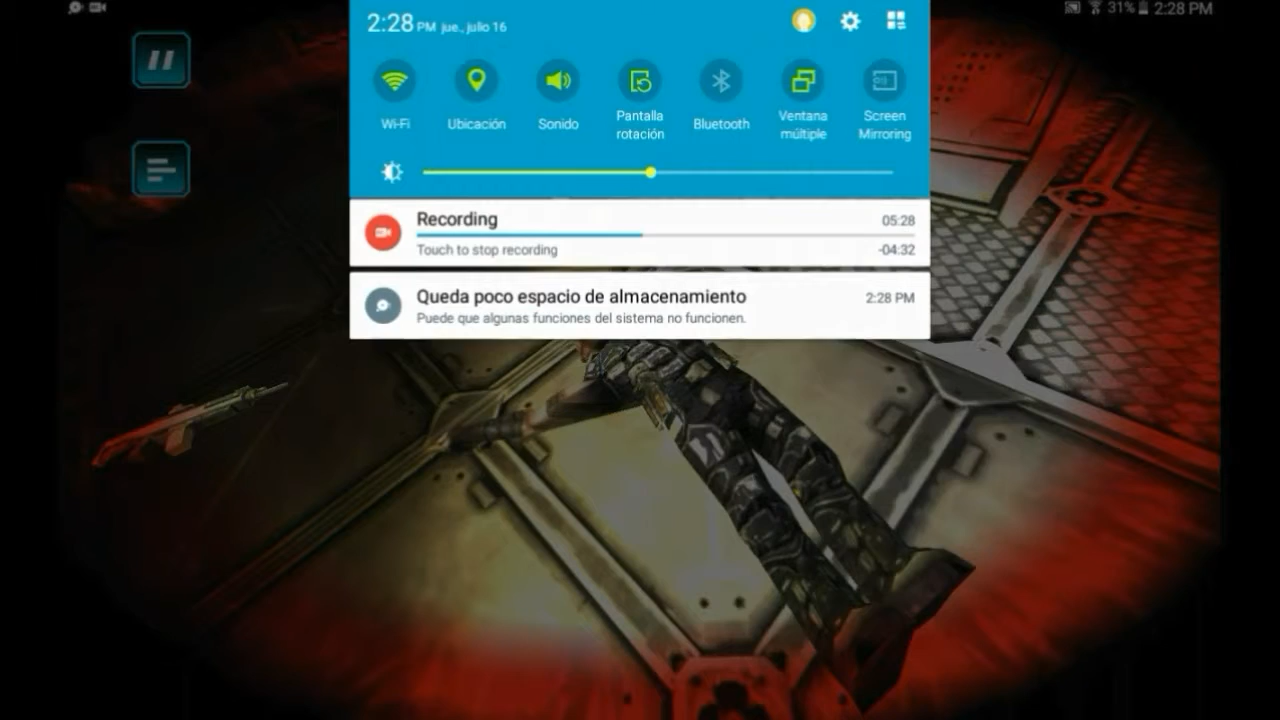 31% 2:28 PM
2:28 PM jue., julio 16
Wi-Fi
Ubicación
Sonido
Pantalla
rotación
Bluetooth
Ventana
múltiple
Screen
Mirroring
Recording 05:28
Touch to stop recording -04:32
Queda poco espacio de almacenamiento 2:28 PM
Puede que algunas funciones del sistema no funcionen.